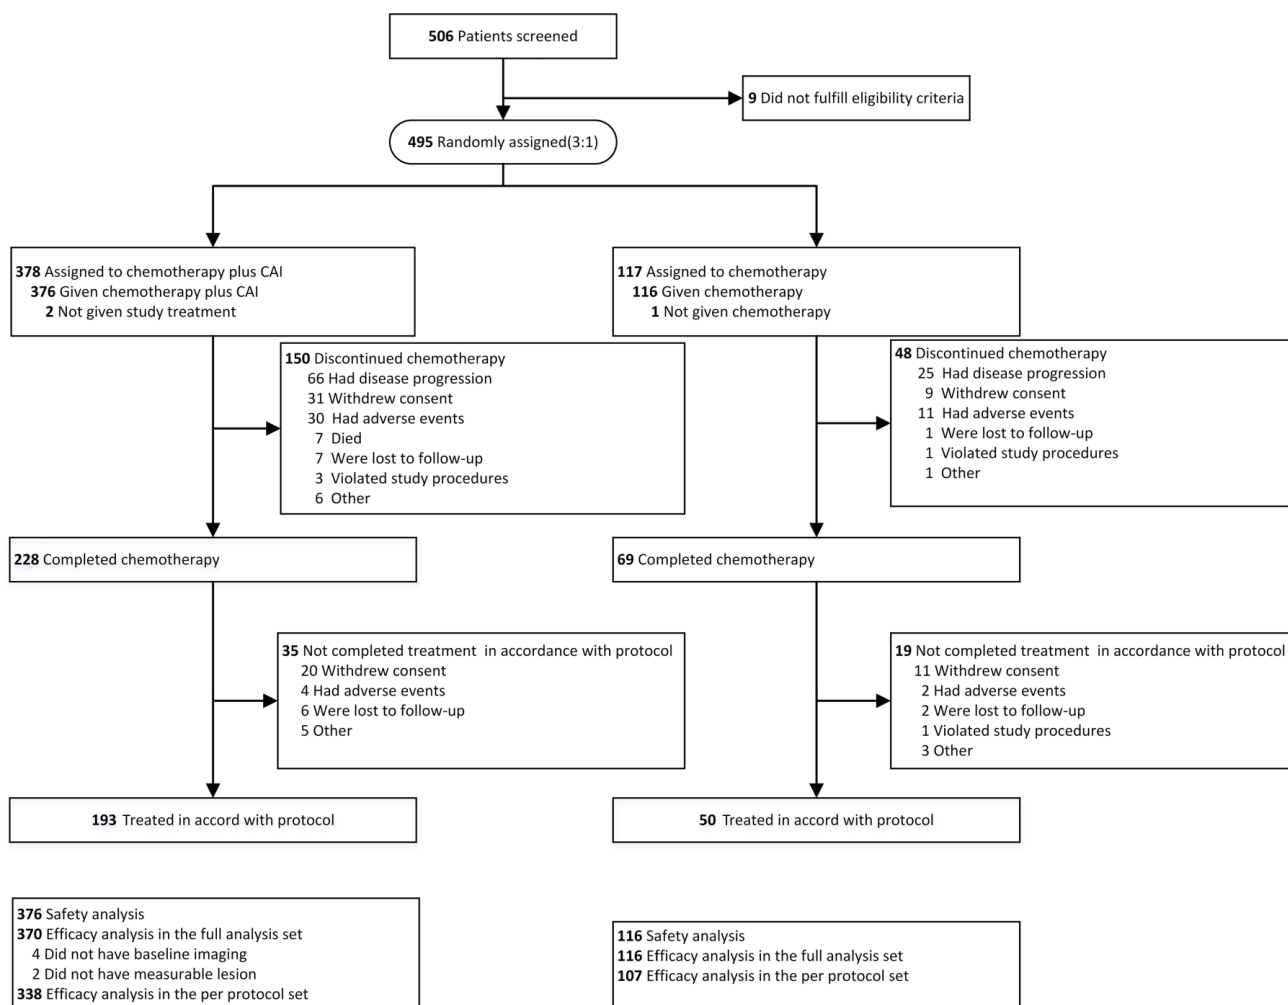 506 Patients screened
9 Did not fulfill eligibility criteria
495 Randomly assigned(3:1)
378 Assigned to chemotherapy plus CAI
376 Given chemotherapy plus CAI
2 Not given study treatment
117 Assigned to chemotherapy
116 Given chemotherapy
1 Not given chemotherapy
150 Discontinued chemotherapy
66 Had disease progression
31 Withdrew consent
30 Had adverse events
7 Died
7 Were lost to follow-up
3 Violated study procedures
6 Other
48 Discontinued chemotherapy
25 Had disease progression
9 Withdrew consent
11 Had adverse events
1 Were lost to follow-up
1 Violated study procedures
1 Other
228 Completed chemotherapy
69 Completed chemotherapy
35 Not completed treatment in accordance with protocol
20 Withdrew consent
4 Had adverse events
6 Were lost to follow-up
5 Other
19 Not completed treatment in accordance with protocol
11 Withdrew consent
2 Had adverse events
2 Were lost to follow-up
1 Violated study procedures
3 Other
193 Treated in accord with protocol
50 Treated in accord with protocol
376 Safety analysis
370 Efficacy analysis in the full analysis set
4 Did not have baseline imaging
2 Did not have measurable lesion
338 Efficacy analysis in the per protocol set
116 Safety analysis
116 Efficacy analysis in the full analysis set
107 Efficacy analysis in the per protocol set